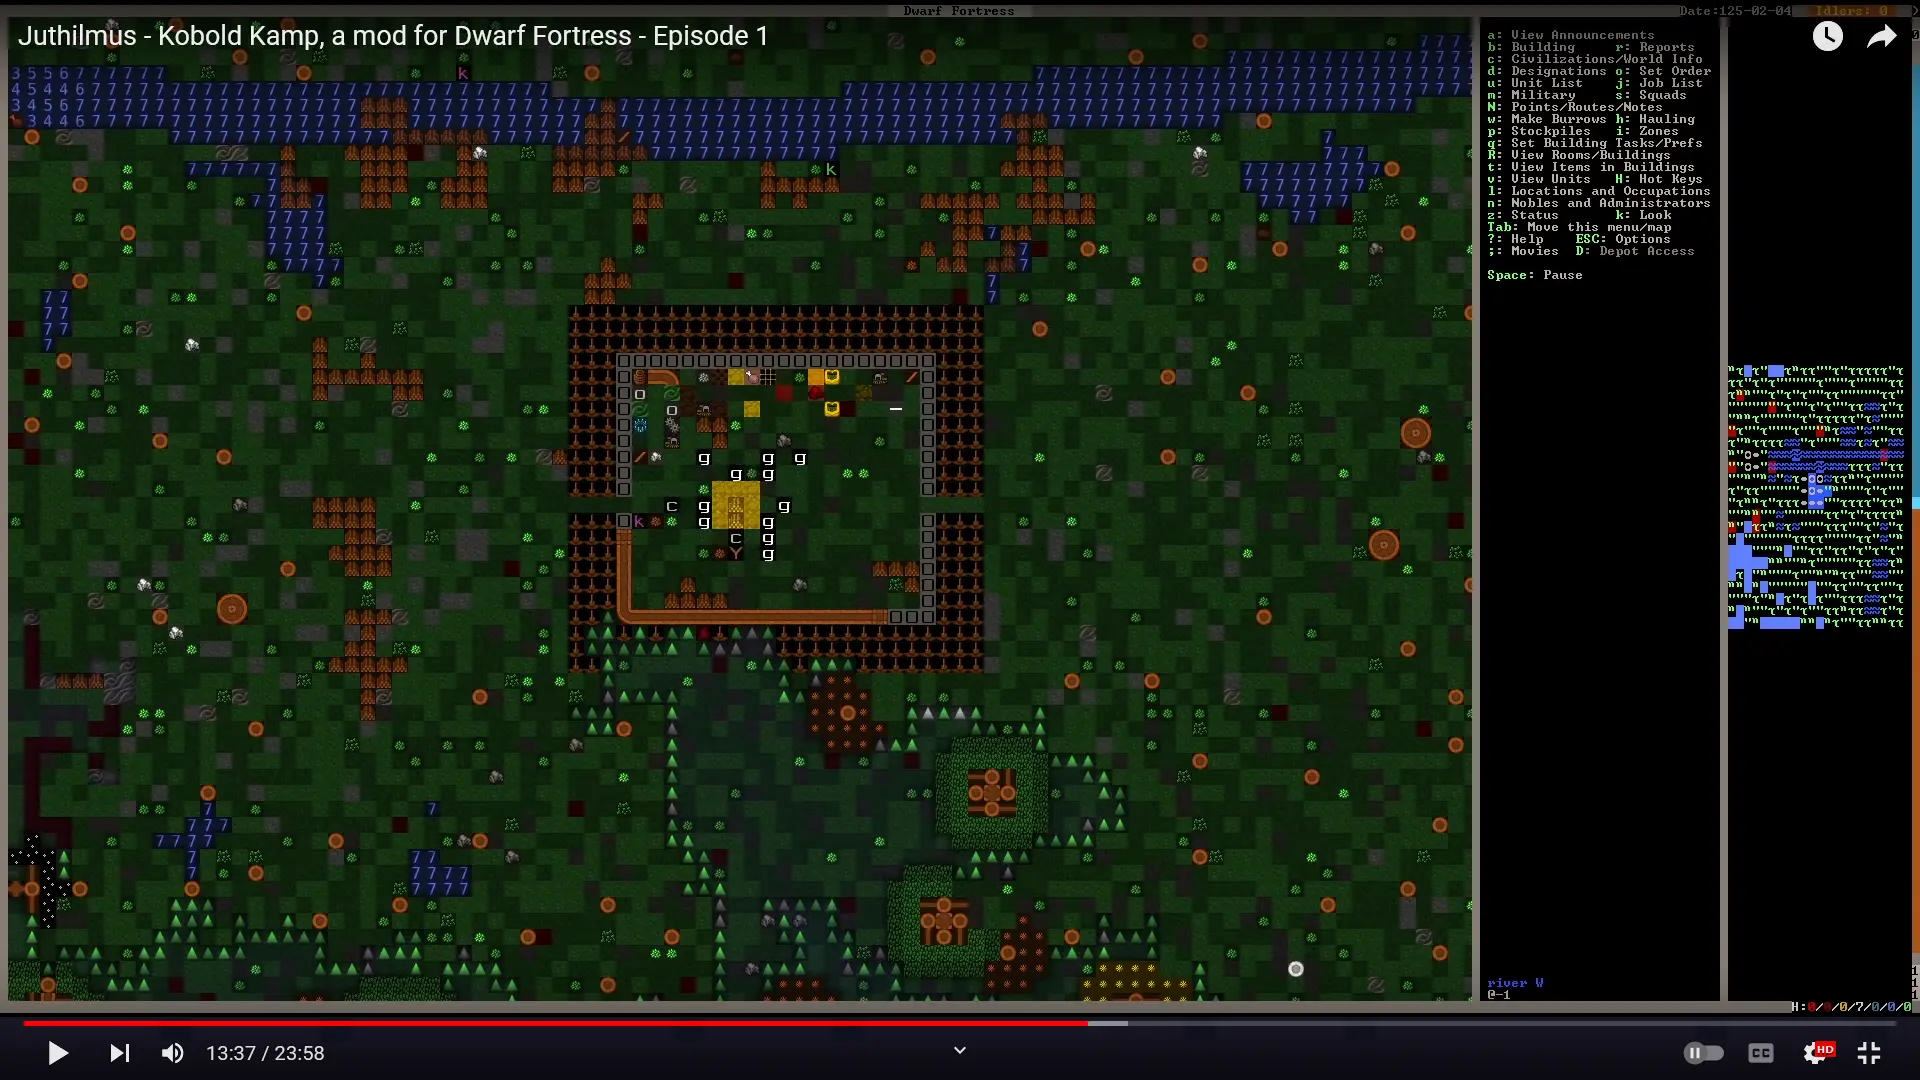 Dwarf Fortress
Date:125-02-04
Idlers: 0
Juthilmus - Kobold Kamp, a mod for Dwarf Fortress - Episode 1
a: View Announcements
b: Building r: Reports
c: Civilizations/World Info
d: Designations o: Set Order
u: Unit List j: Job List
m: Military s: Squads
N: Points/Routes/Notes
w: Make Burrows h: Hauling
p: Stockpiles i: Zones
q: Set Building Tasks/Prefs
R: View Rooms/Buildings
t: View Items in Buildings
v: View Units H: Hot Keys
l: Locations and Occupations
n: Nobles and Administrators
z: Status k: Look
Tab: Move this menu/map
?: Help ESC: Options
;: Movies D: Depot Access
Space: Pause
river W
@-1
13:37 / 23:58
CC
HD